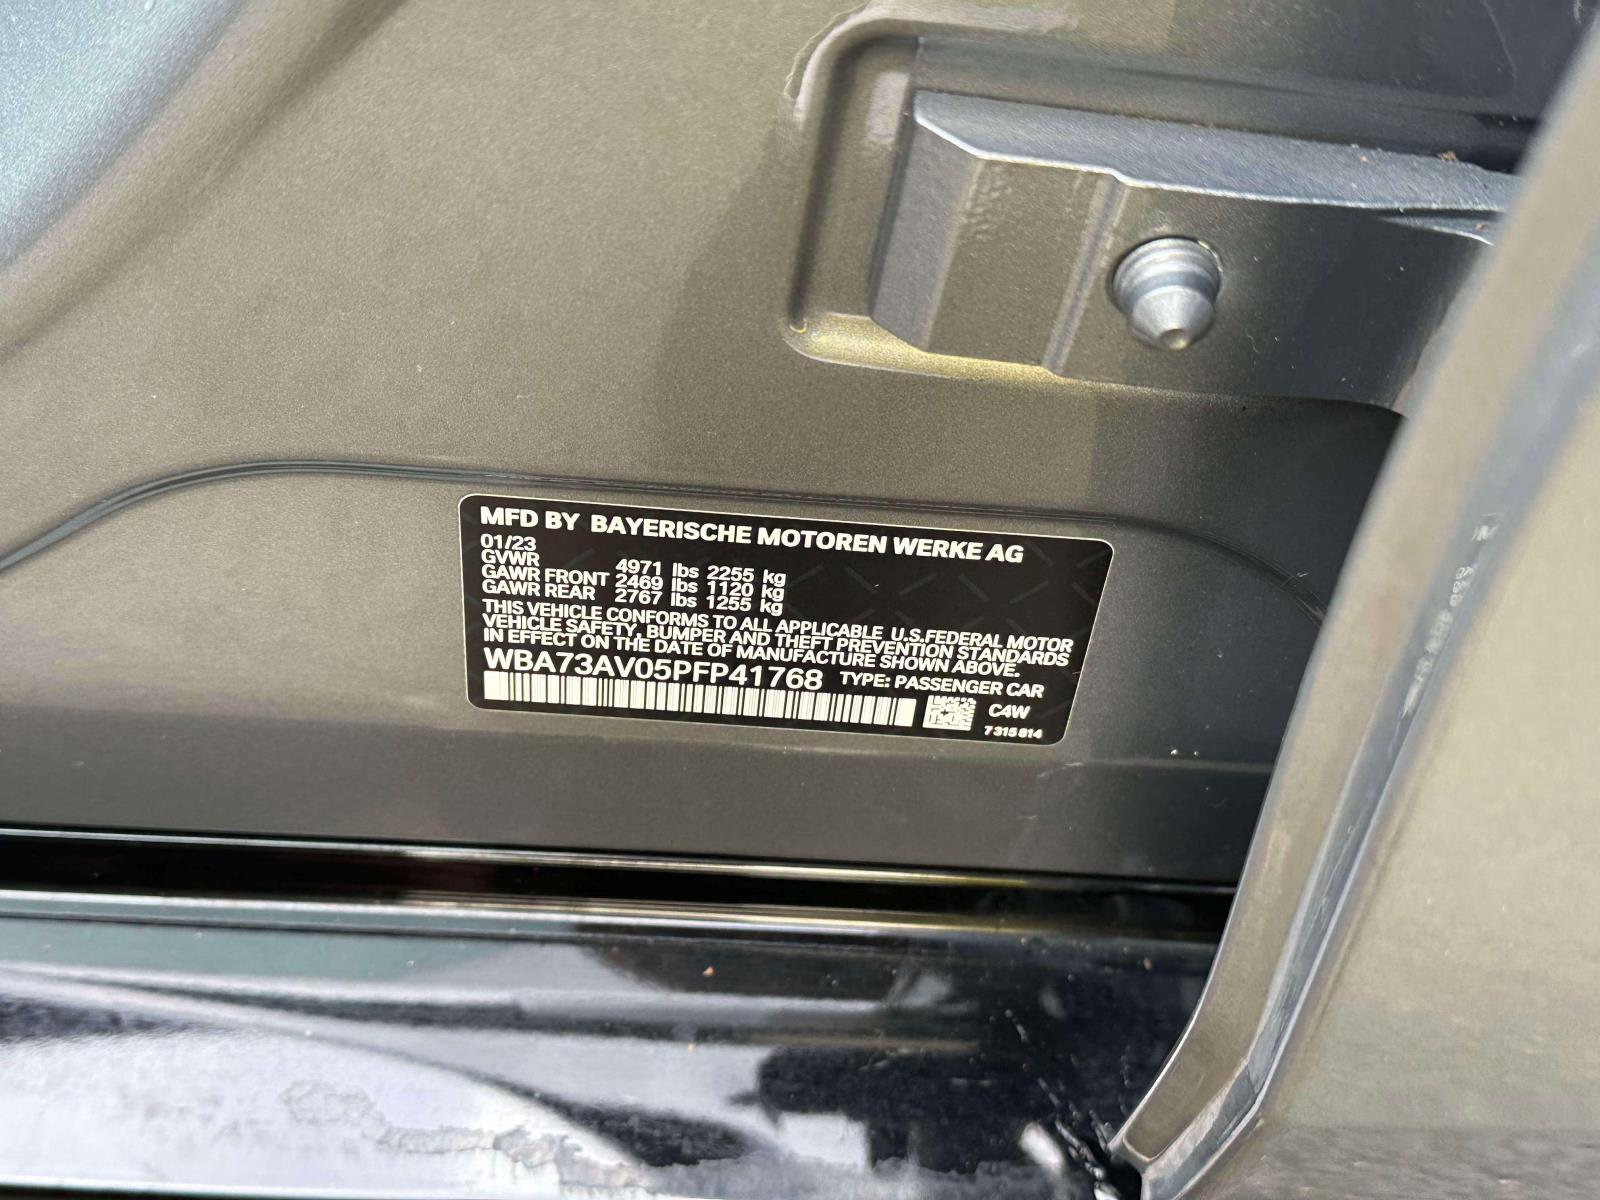 MFD BY BAYERISCHE MOTOREN WERKE AG
01/23
GVWR 4971 lbs 2255 kg
GAWR FRONT 2469 lbs 1120 kg
GAWR REAR 2767 lbs 1255 kg
THIS VEHICLE CONFORMS TO ALL APPLICABLE U.S.FEDERAL MOTOR
VEHICLE SAFETY, BUMPER AND THEFT PREVENTION STANDARDS
IN EFFECT ON THE DATE OF MANUFACTURE SHOWN ABOVE.
WBA73AV05PFP41768 TYPE: PASSENGER CAR
C4W
7 315 814